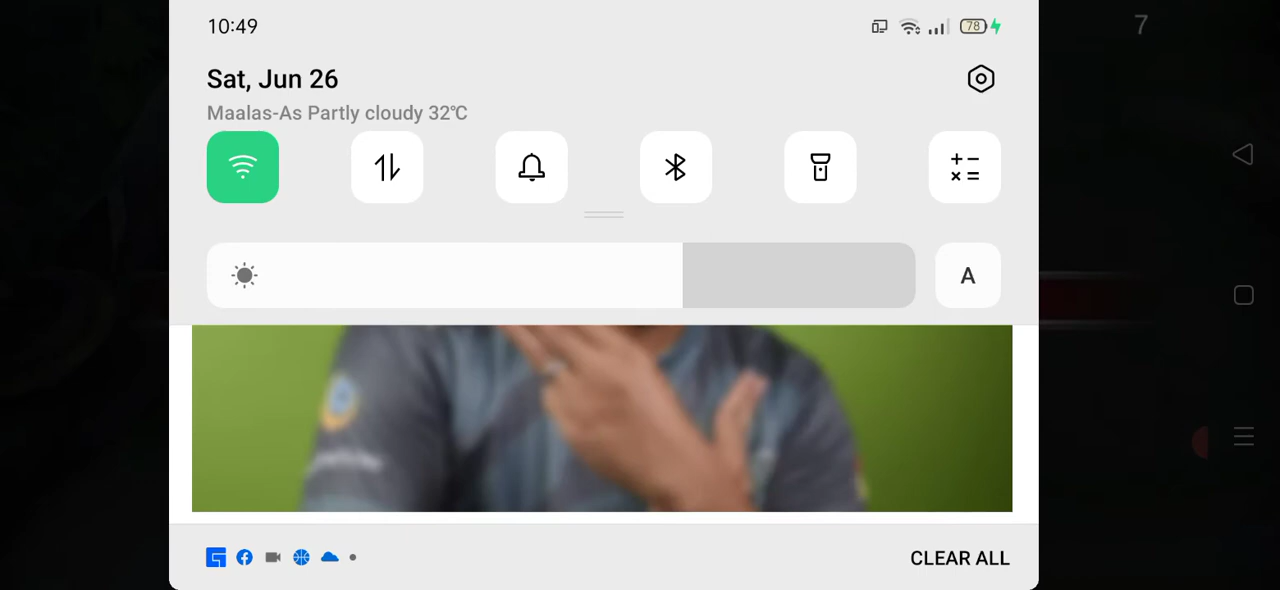 10:49
78
7
Sat, Jun 26
Maalas-As Partly cloudy 32℃
A
CLEAR ALL